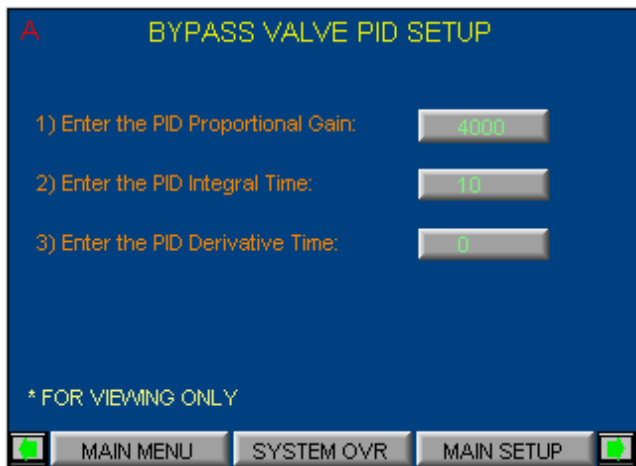 A BYPASS VALVE PID SETUP
1) Enter the PID Proportional Gain: 4000
2) Enter the PID Integral Time: 10
3) Enter the PID Derivative Time: 0
* FOR VIEWING ONLY
MAIN MENU SYSTEM OVR MAIN SETUP